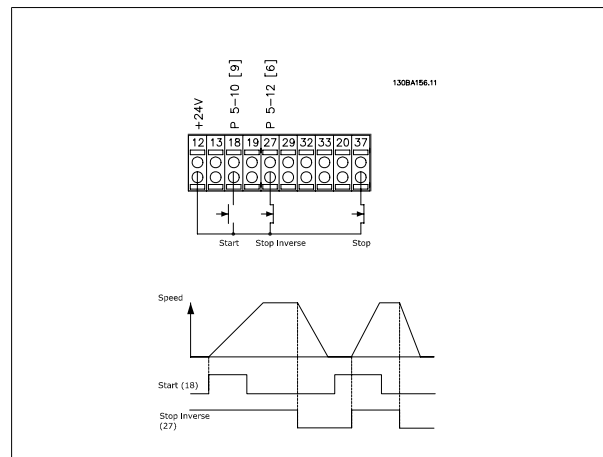 130BA156.11
+24V
P 5-10 [9]
P 5-12 [6]
12 13 18 19 27 29 32 33 20 37
Start Stop Inverse Stop
Speed
Start (18)
Stop Inverse
(27)